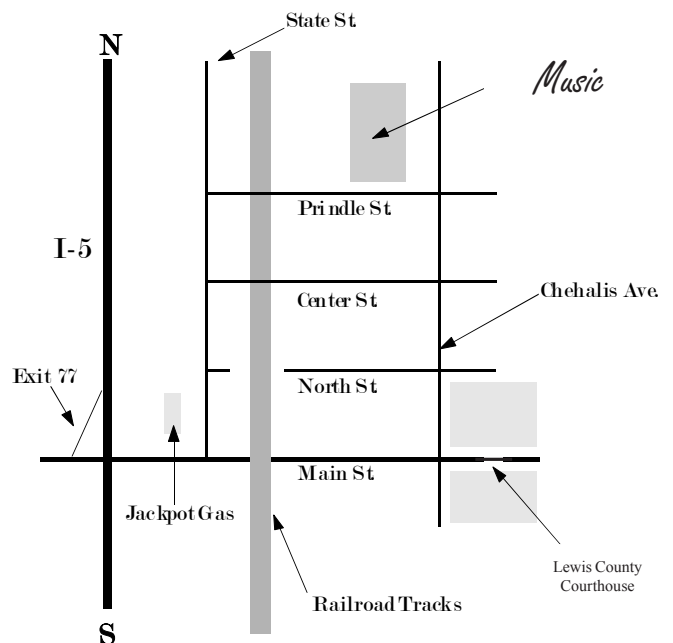 State St.
N
Music
Prindle St.
I-5
Center St.
Chehalis Ave.
Exit 77
North St.
Main St.
Jackpot Gas
Lewis County
Courthouse
Railroad Tracks
S